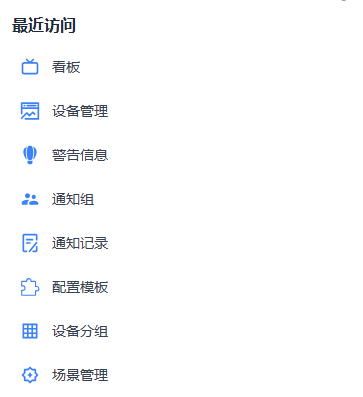 最近访问
看板
设备管理
警告信息
通知组
通知记录
配置模板
设备分组
场景管理